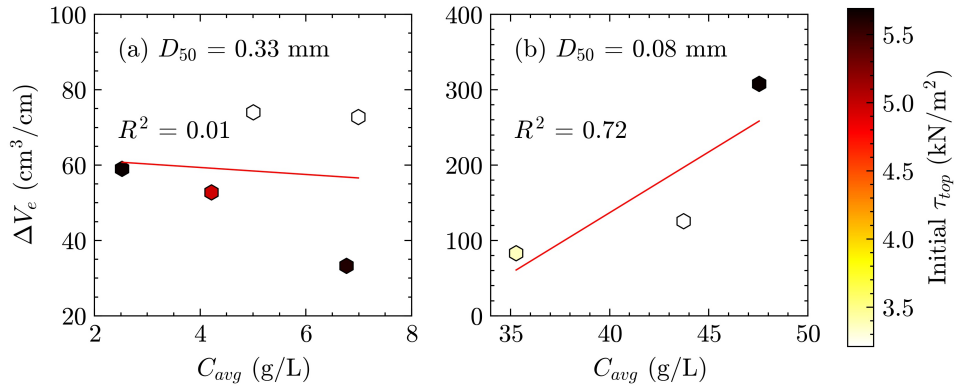 (a) D50 = 0.33 mm
R2 = 0.01
ΔVe (cm3/cm)
100
80
60
40
20
2
4
6
8
Cavg (g/L)
(b) D50 = 0.08 mm
R2 = 0.72
400
300
200
100
0
35
40
45
50
Cavg (g/L)
5.5
5.0
4.5
4.0
3.5
Initial τtop (kN/m2)